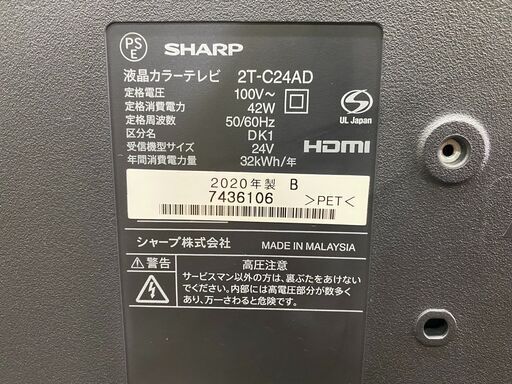 PS
E
SHARP
液晶カラーテレビ 2T-C24AD
定格電圧 100V～
定格消費電力 42W
定格周波数 50/60Hz
区分名 DK1
受信機型サイズ 24V
年間消費電力量 32kWh/年
UL Japan
HDMI
2020年製 B
7436106
>PET<
シャープ株式会社 MADE IN MALAYSIA
⚠警告 高圧注意
サービスマン以外の方は、裏ぶたをあけない
でください。内部には高電圧部分が数多く
あり、万一さわると危険です。